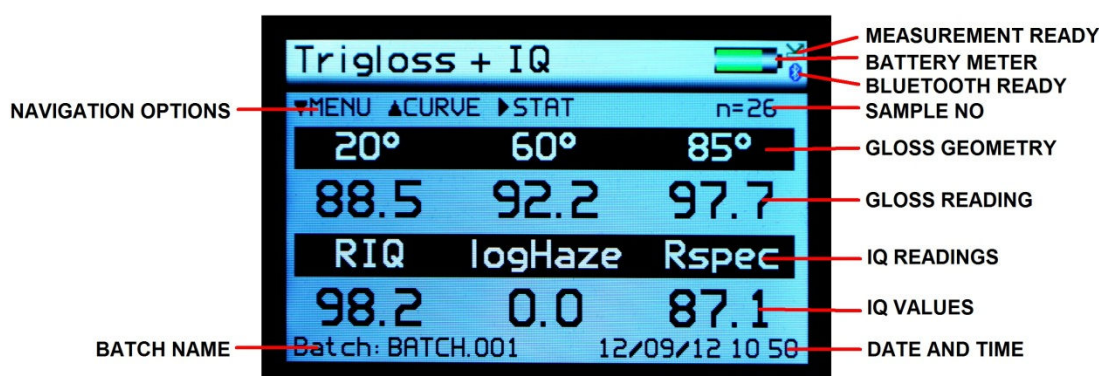 MEASUREMENT READY
Trigloss + IQ
BATTERY METER
BLUETOOTH READY
NAVIGATION OPTIONS
▼MENU ▲CURVE ▶STAT n=26
SAMPLE NO
20° 60° 85°
GLOSS GEOMETRY
88.5 92.2 97.7
GLOSS READING
RIQ logHaze Rspec
IQ READINGS
98.2 0.0 87.1
IQ VALUES
BATCH NAME
Batch: BATCH.001 12/09/12 10 50
DATE AND TIME